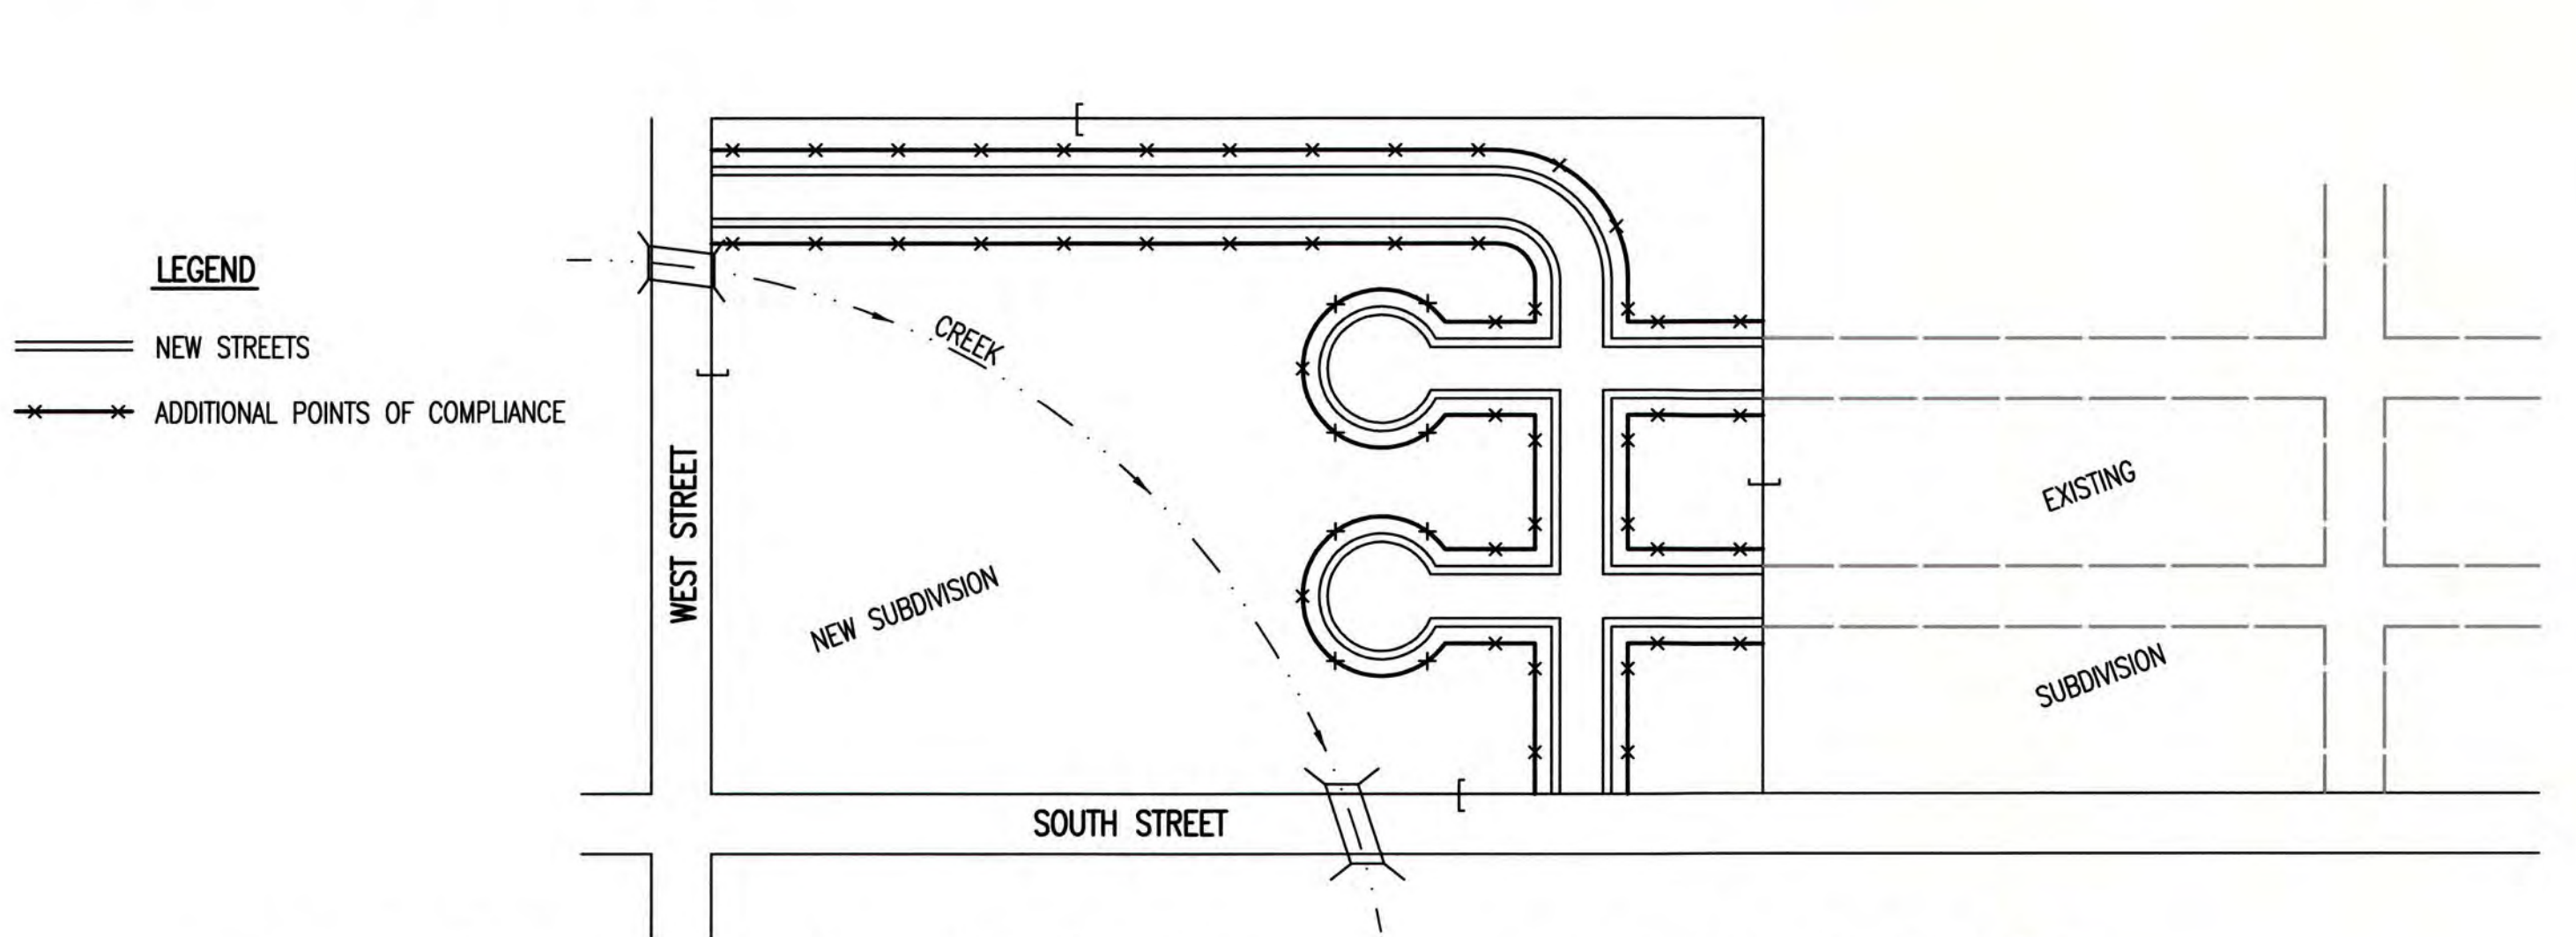 LEGEND
NEW STREETS
ADDITIONAL POINTS OF COMPLIANCE
CREEK
WEST STREET
NEW SUBDIVISION
EXISTING
SUBDIVISION
SOUTH STREET